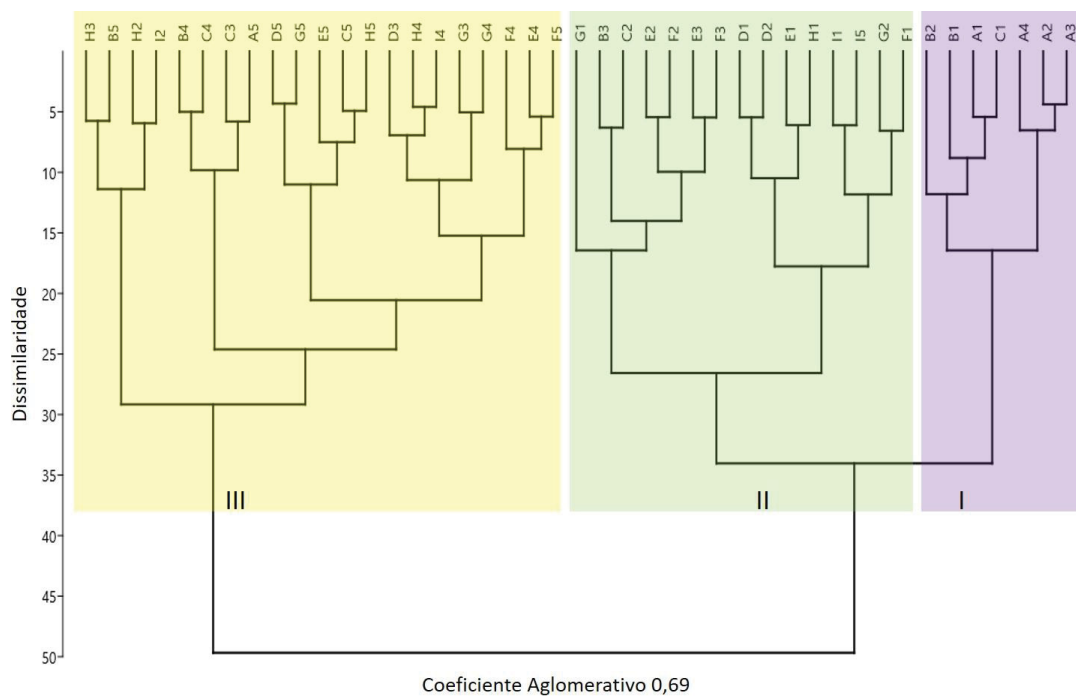 H3 B5 H2 I2 B4 C4 C3 A5 D5 G5 E5 C5 H5 D3 H4 I4 G3 G4 F4 E4 F5 G1 B3 C2 E2 F2 E3 F3 D1 D2 E1 H1 I1 I5 G2 F1 B2 B1 A1 C1 A4 A2 A3
Dissimilaridade
5
10
15
20
25
30
35
40
45
50
III II I
Coeficiente Aglomerativo 0,69